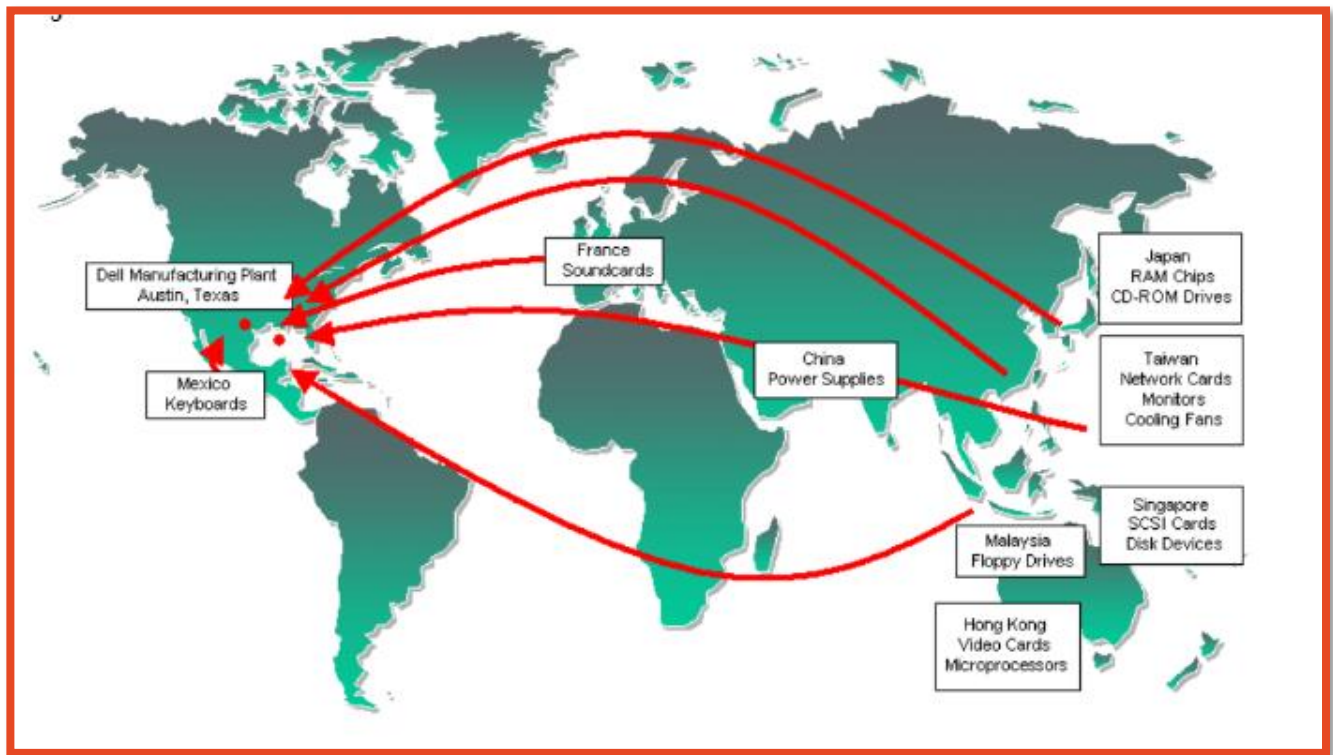 Dell Manufacturing Plant
Austin, Texas
Mexico
Keyboards
France
Soundcards
China
Power Supplies
Japan
RAM Chips
CD-ROM Drives
Taiwan
Network Cards
Monitors
Cooling Fans
Singapore
SCSI Cards
Disk Devices
Malaysia
Floppy Drives
Hong Kong
Video Cards
Microprocessors